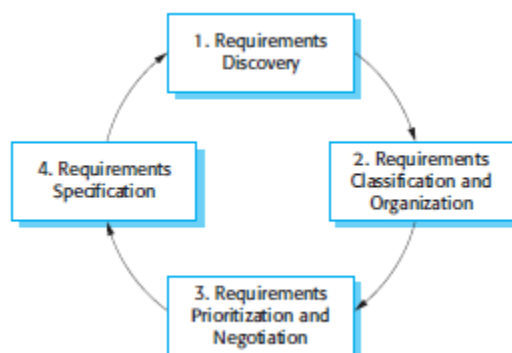 1. Requirements
Discovery
2. Requirements
Classification and
Organization
3. Requirements
Prioritization and
Negotiation
4. Requirements
Specification